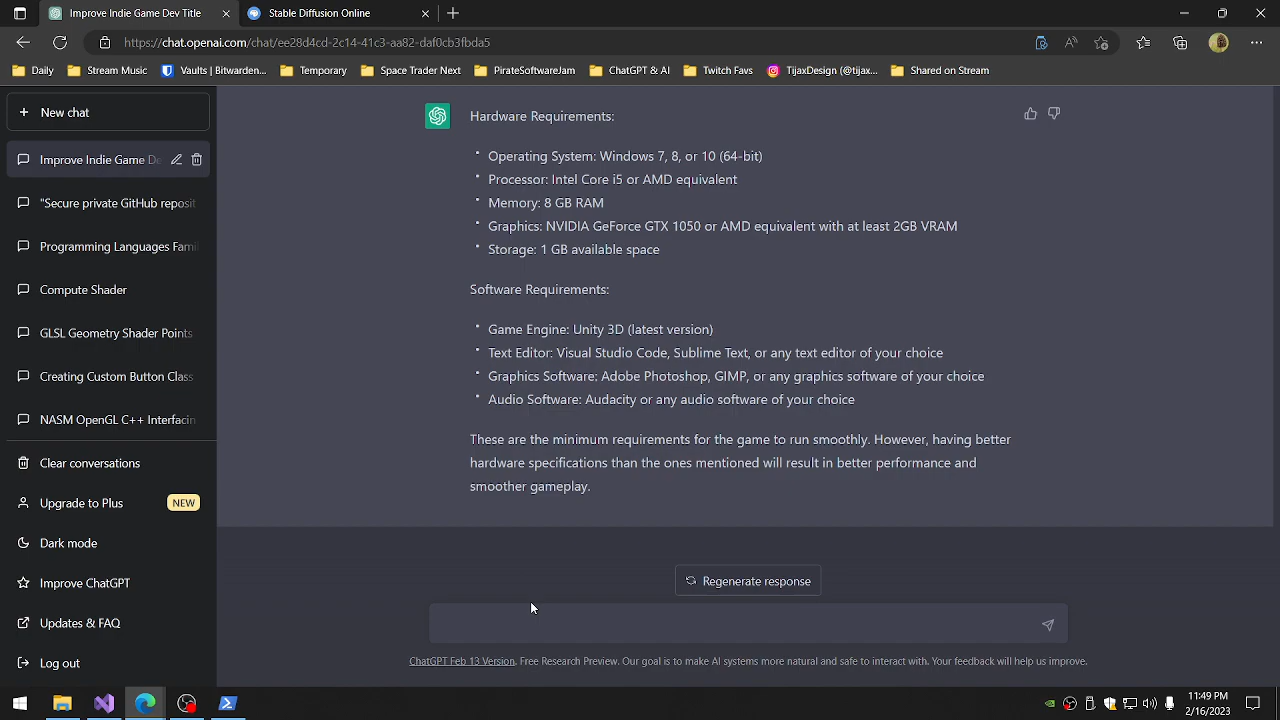 Improve Indie Game Dev Title
Stable Diffusion Online
https://chat.openai.com/chat/ee28d4cd-2c14-41c3-aa82-daf0cb3fbda5
Daily
Stream Music
Vaults | Bitwarden...
Temporary
Space Trader Next
PirateSoftwareJam
ChatGPT & AI
Twitch Favs
TijaxDesign (@tijax...
Shared on Stream
New chat
Improve Indie Game De
"Secure private GitHub reposit
Programming Languages Fami
Compute Shader
GLSL Geometry Shader Points
Creating Custom Button Class
NASM OpenGL C++ Interfacin
Clear conversations
Upgrade to Plus
NEW
Dark mode
Improve ChatGPT
Updates & FAQ
Log out
Hardware Requirements:
• Operating System: Windows 7, 8, or 10 (64-bit)
• Processor: Intel Core i5 or AMD equivalent
• Memory: 8 GB RAM
• Graphics: NVIDIA GeForce GTX 1050 or AMD equivalent with at least 2GB VRAM
• Storage: 1 GB available space
Software Requirements:
• Game Engine: Unity 3D (latest version)
• Text Editor: Visual Studio Code, Sublime Text, or any text editor of your choice
• Graphics Software: Adobe Photoshop, GIMP, or any graphics software of your choice
• Audio Software: Audacity or any audio software of your choice
These are the minimum requirements for the game to run smoothly. However, having better
hardware specifications than the ones mentioned will result in better performance and
smoother gameplay.
Regenerate response
ChatGPT Feb 13 Version. Free Research Preview. Our goal is to make AI systems more natural and safe to interact with. Your feedback will help us improve.
11:49 PM
2/16/2023